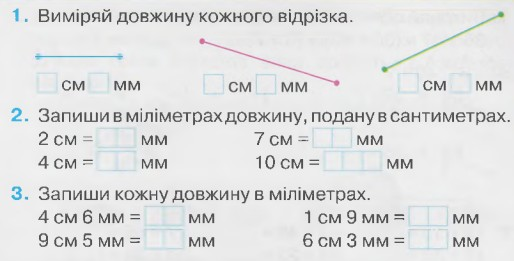 1. Виміряй довжину кожного відрізка.
см мм см мм см мм
2. Запиши в міліметрах довжину, подану в сантиметрах.
2 см = мм 7 см = мм
4 см = мм 10 см = мм
3. Запиши кожну довжину в міліметрах.
4 см 6 мм = мм 1 см 9 мм = мм
9 см 5 мм = мм 6 см 3 мм = мм